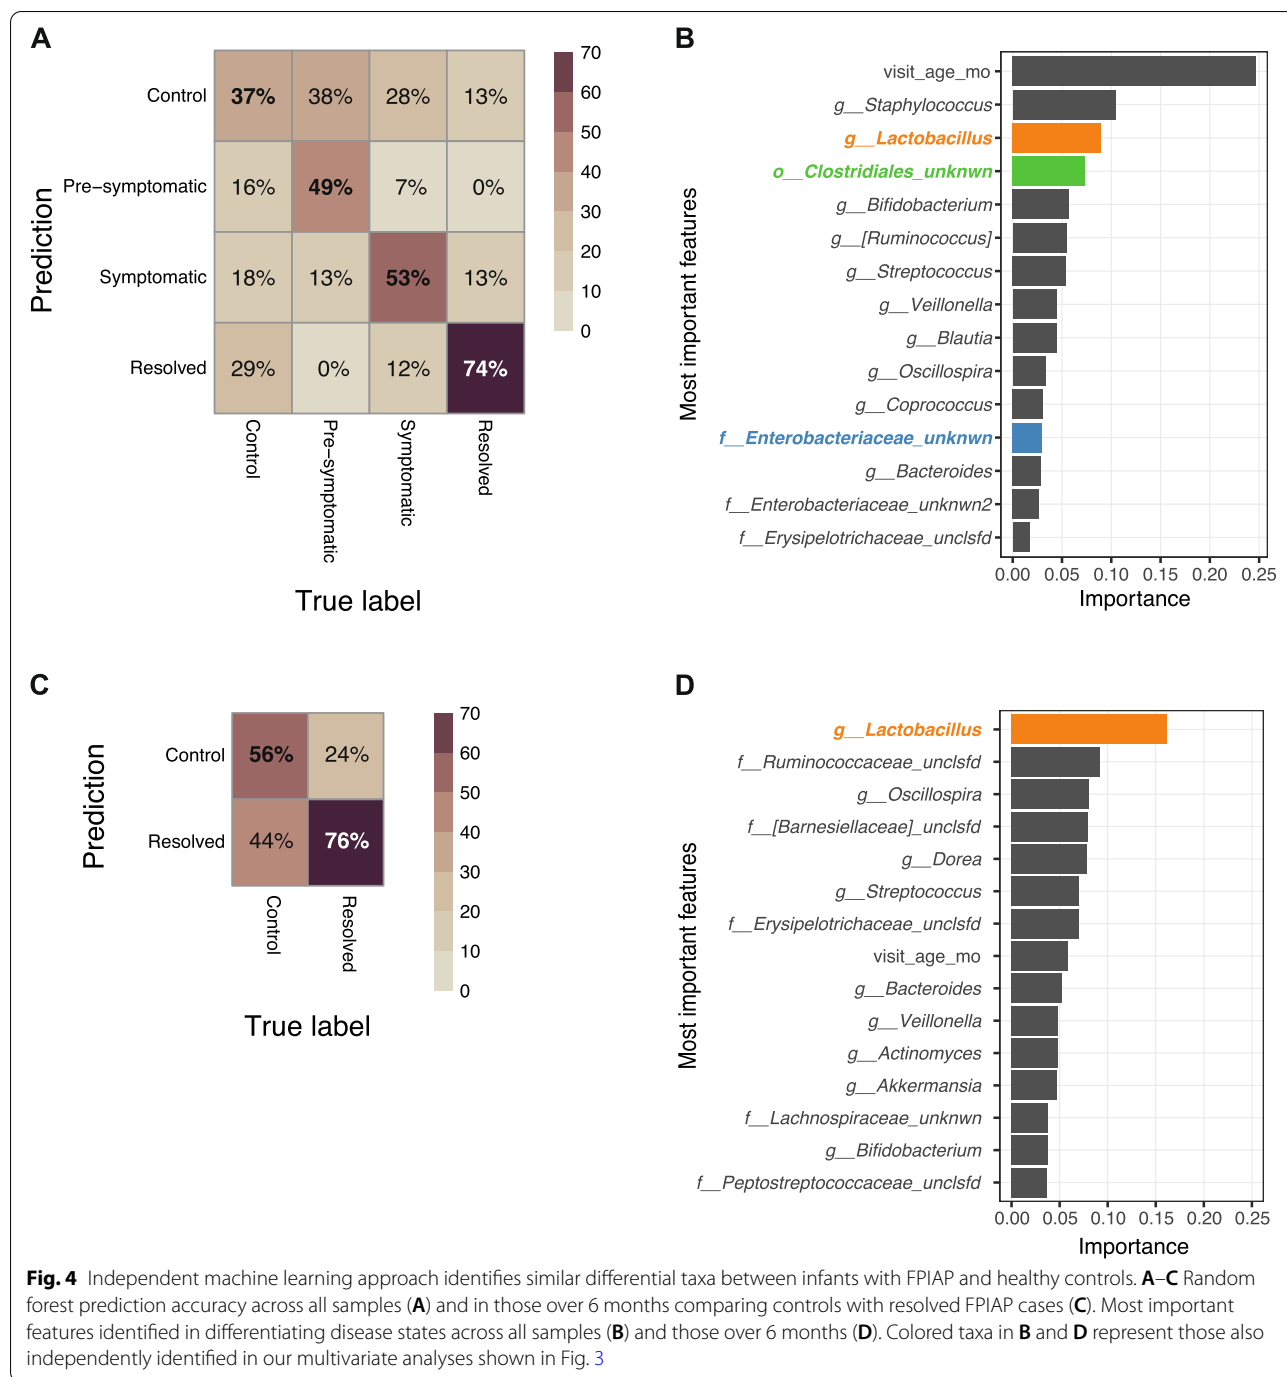 A
Control
Pre−symptomatic
Symptomatic
Resolved
Prediction
37% 38% 28% 13%
16% 49% 7% 0%
18% 13% 53% 13%
29% 0% 12% 74%
Control
Pre−symptomatic
Symptomatic
Resolved
True label
70
60
50
40
30
20
10
0
B
Most important features
visit_age_mo
g__Staphylococcus
g__Lactobacillus
o__Clostridiales_unknwn
g__Bifidobacterium
g__[Ruminococcus]
g__Streptococcus
g__Veillonella
g__Blautia
g__Oscillospira
g__Coprococcus
f__Enterobacteriaceae_unknwn
g__Bacteroides
f__Enterobacteriaceae_unknwn2
f__Erysipelotrichaceae_unclsfd
0.00 0.05 0.10 0.15 0.20 0.25
Importance
C
Prediction
Control
Resolved
56% 24%
44% 76%
Control
Resolved
True label
70
60
50
40
30
20
10
0
D
Most important features
g__Lactobacillus
f__Ruminococcaceae_unclsfd
g__Oscillospira
f__[Barnesiellaceae]_unclsfd
g__Dorea
g__Streptococcus
f__Erysipelotrichaceae_unclsfd
visit_age_mo
g__Bacteroides
g__Veillonella
g__Actinomyces
g__Akkermansia
f__Lachnospiraceae_unknwn
g__Bifidobacterium
f__Peptostreptococcaceae_unclsfd
0.00 0.05 0.10 0.15 0.20 0.25
Importance
Fig. 4 Independent machine learning approach identifies similar differential taxa between infants with FPIAP and healthy controls. A–C Random
forest prediction accuracy across all samples (A) and in those over 6 months comparing controls with resolved FPIAP cases (C). Most important
features identified in differentiating disease states across all samples (B) and those over 6 months (D). Colored taxa in B and D represent those also
independently identified in our multivariate analyses shown in Fig. 3